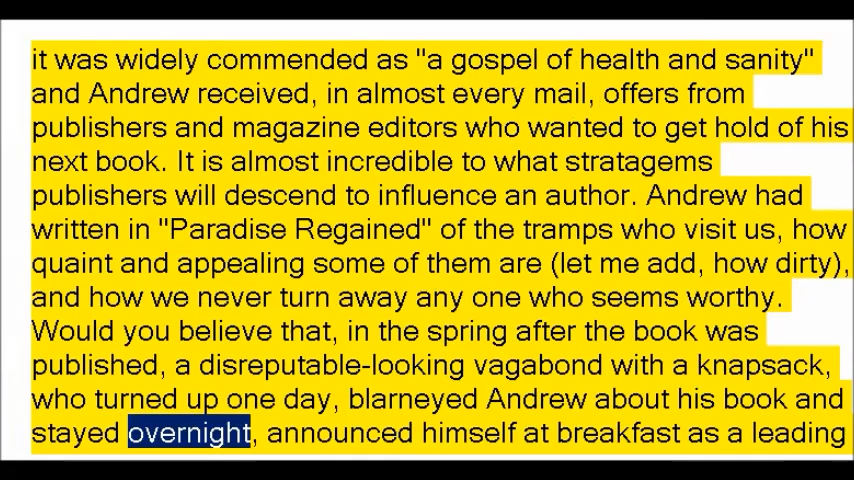 it was widely commended as "a gospel of health and sanity"
and Andrew received, in almost every mail, offers from
publishers and magazine editors who wanted to get hold of his
next book. It is almost incredible to what stratagems
publishers will descend to influence an author. Andrew had
written in "Paradise Regained" of the tramps who visit us, how
quaint and appealing some of them are (let me add, how dirty),
and how we never turn away any one who seems worthy.
Would you believe that, in the spring after the book was
published, a disreputable-looking vagabond with a knapsack,
who turned up one day, blarneyed Andrew about his book and
stayed overnight, announced himself at breakfast as a leading